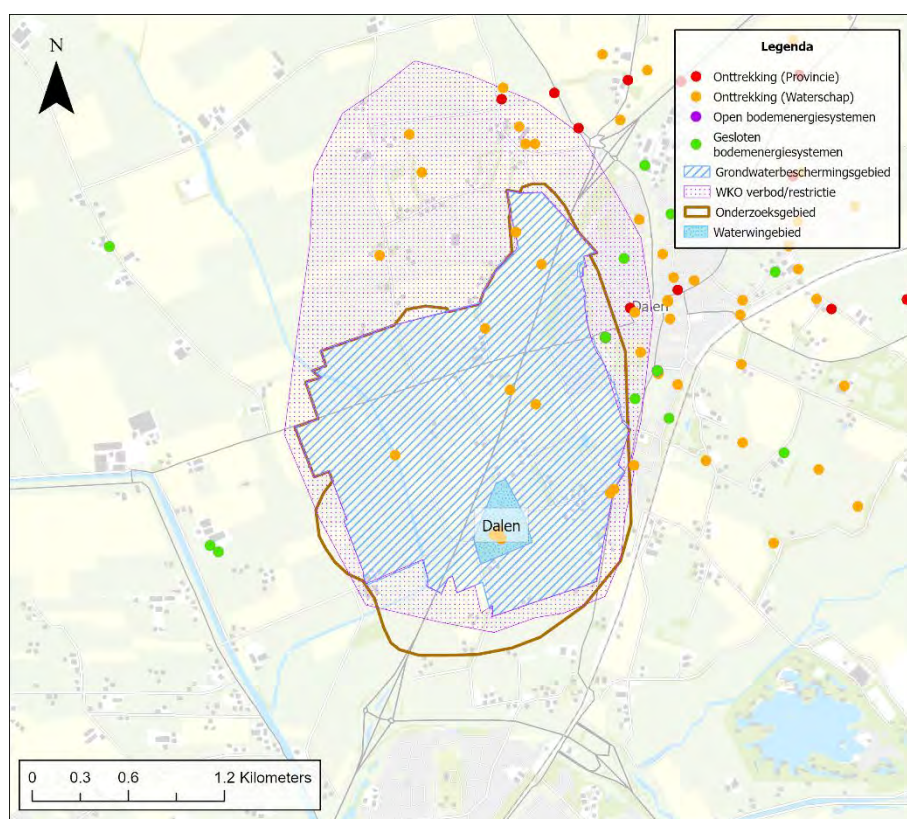 N
Legenda
Onttrekking (Provincie)
Onttrekking (Waterschap)
Open bodemenergiesystemen
Gesloten
bodemenergiesystemen
Grondwaterbeschermingsgebied
WKO verbod/restrictie
Onderzoeksgebied
Waterwingebied
Dalen
Dalen
0 0.3 0.6 1.2 Kilometers